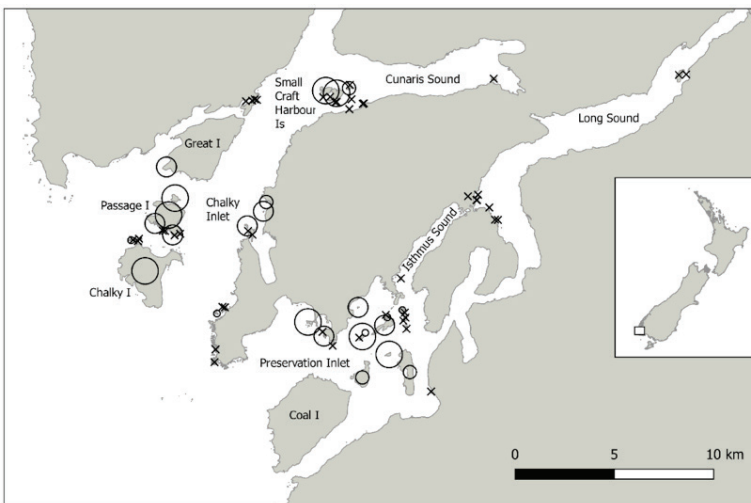 Small
Craft
Harbour
Is
Cunaris Sound
Long Sound
Great I
Passage I
Chalky
Inlet
Isthmus Sound
Chalky I
Preservation Inlet
Coal I
0 5 10 km